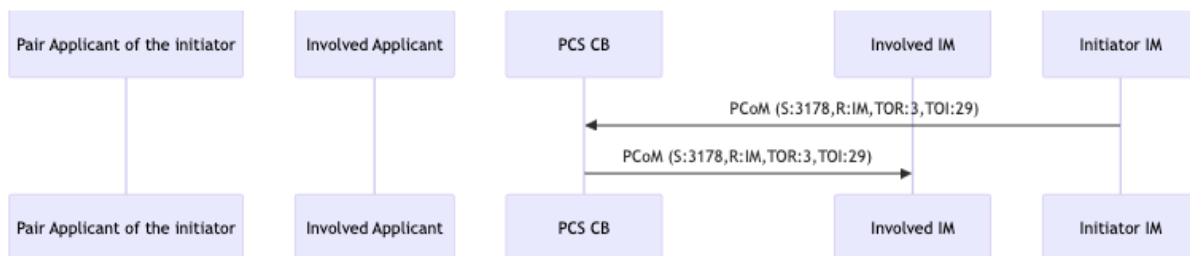 Pair Applicant of the initiator
Involved Applicant
PCS CB
Involved IM
Initiator IM
PCoM (S:3178,R:IM,TOR:3,TOI:29)
PCoM (S:3178,R:IM,TOR:3,TOI:29)
Pair Applicant of the initiator
Involved Applicant
PCS CB
Involved IM
Initiator IM